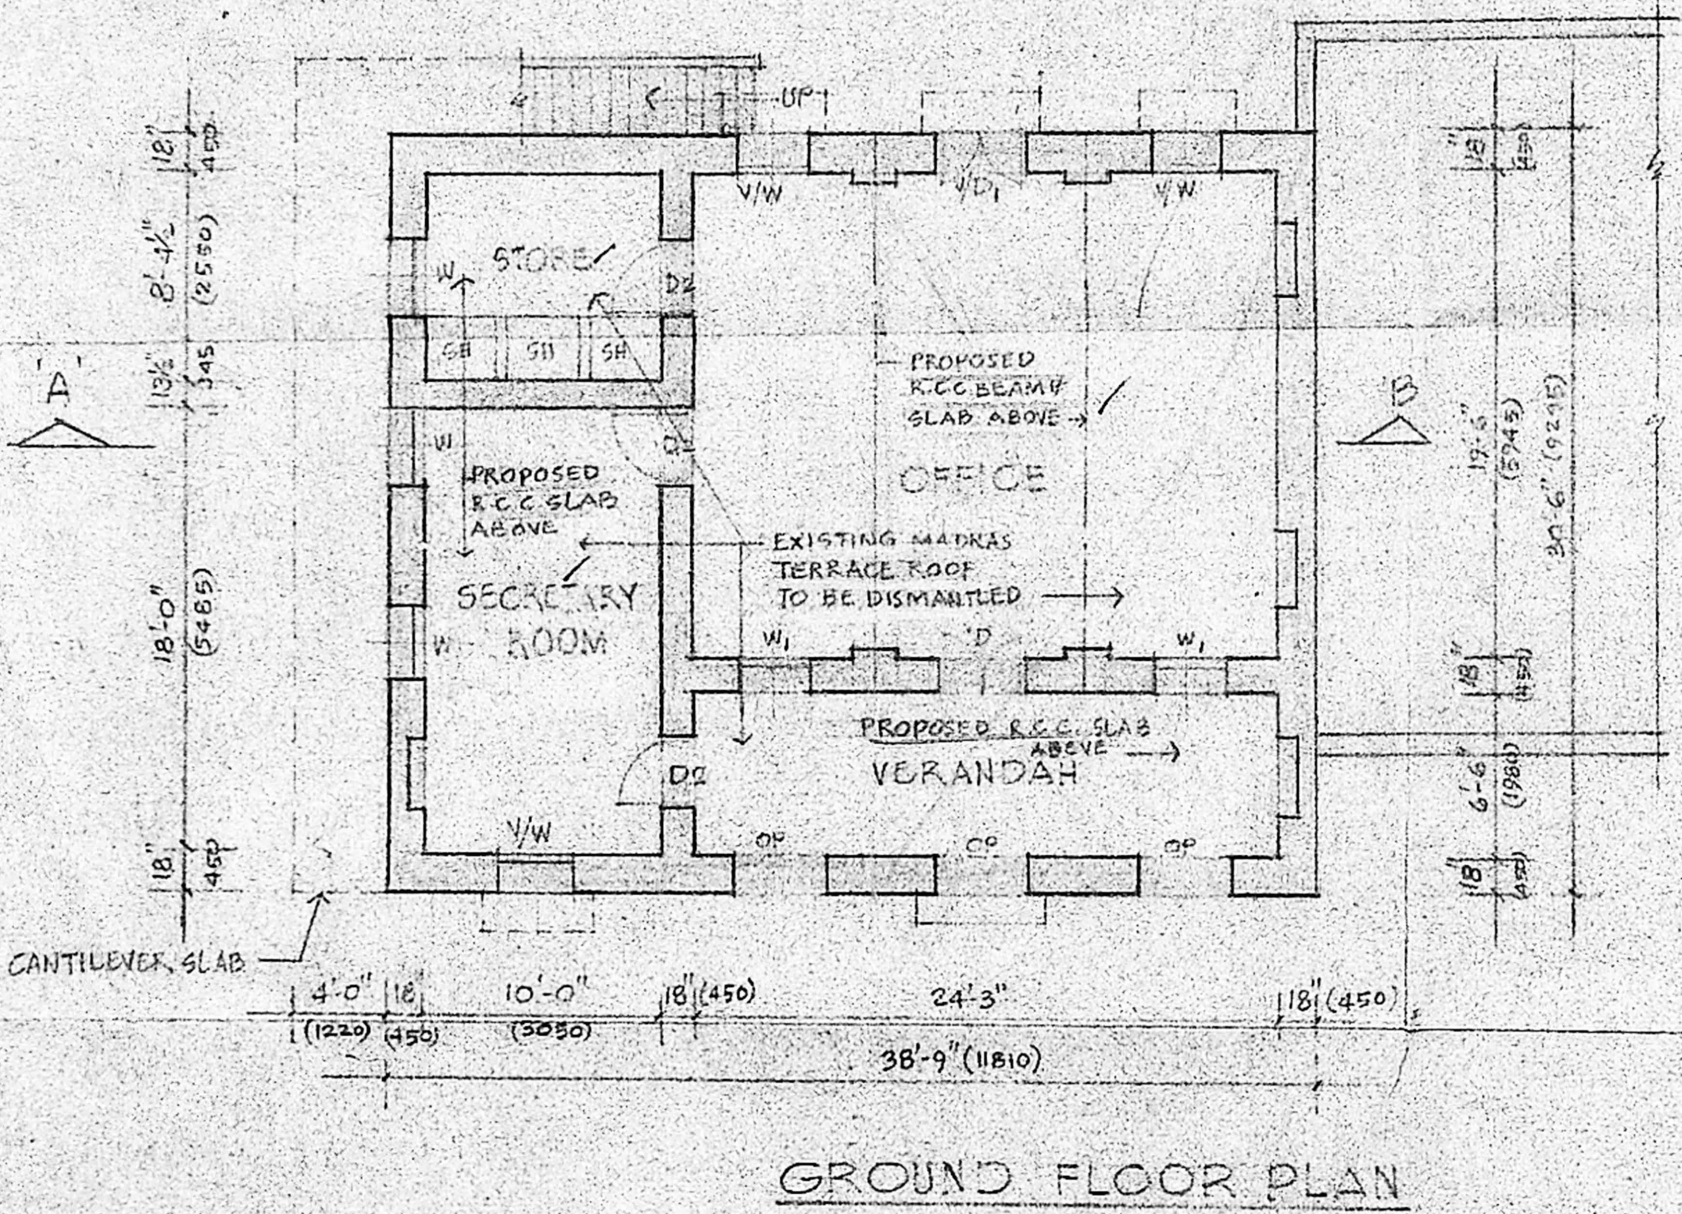 UP
V/W
V/D1
V/W
18"
450
8'-4½"
(2550)
13½"
345
18'-0"
(5485)
18"
450
STORE
W
D2
SH
SH
SH
'A'
'B'
W
D2
PROPOSED
R.C.C SLAB
ABOVE
PROPOSED
R.C.C BEAM &
SLAB ABOVE
OFFICE
EXISTING MADRAS
TERRACE ROOF
TO BE DISMANTLED
SECRETARY
ROOM
W
W1
D
W1
PROPOSED R.C.C. SLAB
ABEVE
VERANDAH
D2
V/W
OP
OP
OP
18"
(450)
19'-6"
(5945)
30'-6" (9295)
18"
(450)
6'-6"
(1980)
18"
(450)
CANTILEVER SLAB
4'-0" 18 10'-0" 18" (450) 24'-3" 18" (450)
(1220) (450) (3050)
38'-9" (11810)
GROUND FLOOR PLAN